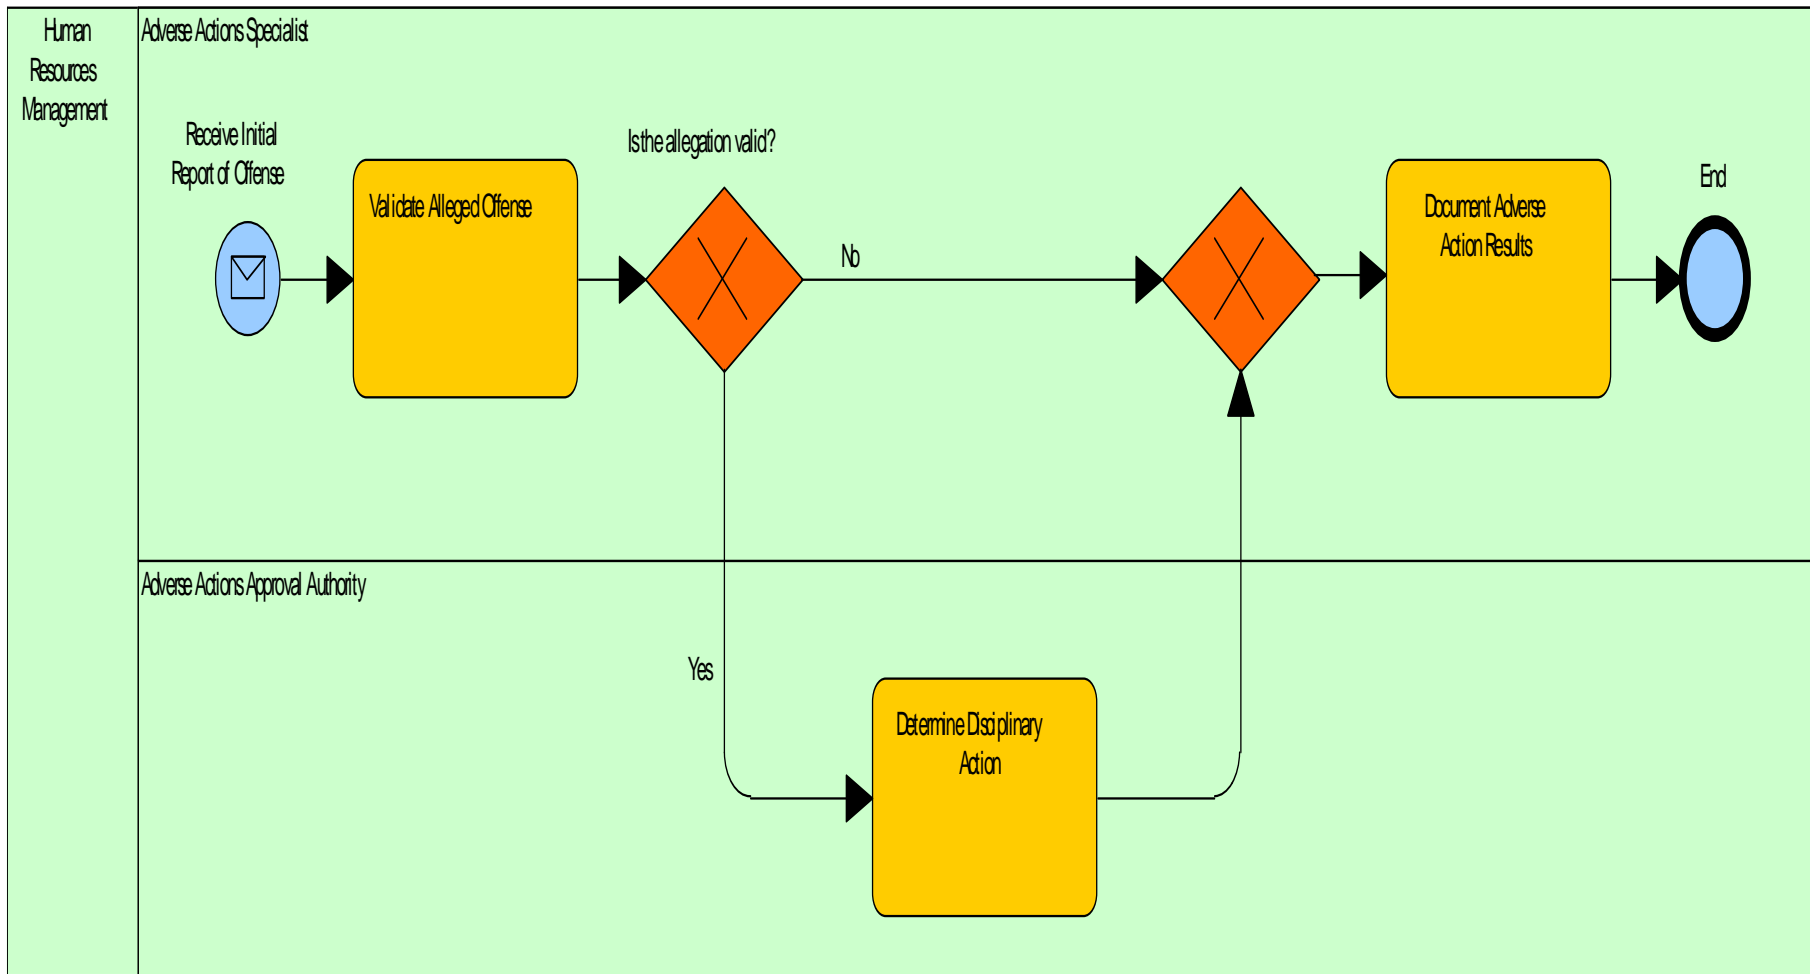 Human
Resources
Management
Adverse Actions Specialist
Receive Initial
Report of Offense
Validate Alleged Offense
Is the allegation valid?
No
Document Adverse
Action Results
End
Adverse Actions Approval Authority
Yes
Determine Disciplinary
Action